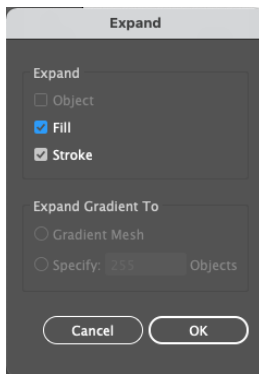 Expand
Expand
Object
Fill
Stroke
Expand Gradient To
Gradient Mesh
Specify: 255 Objects
Cancel OK